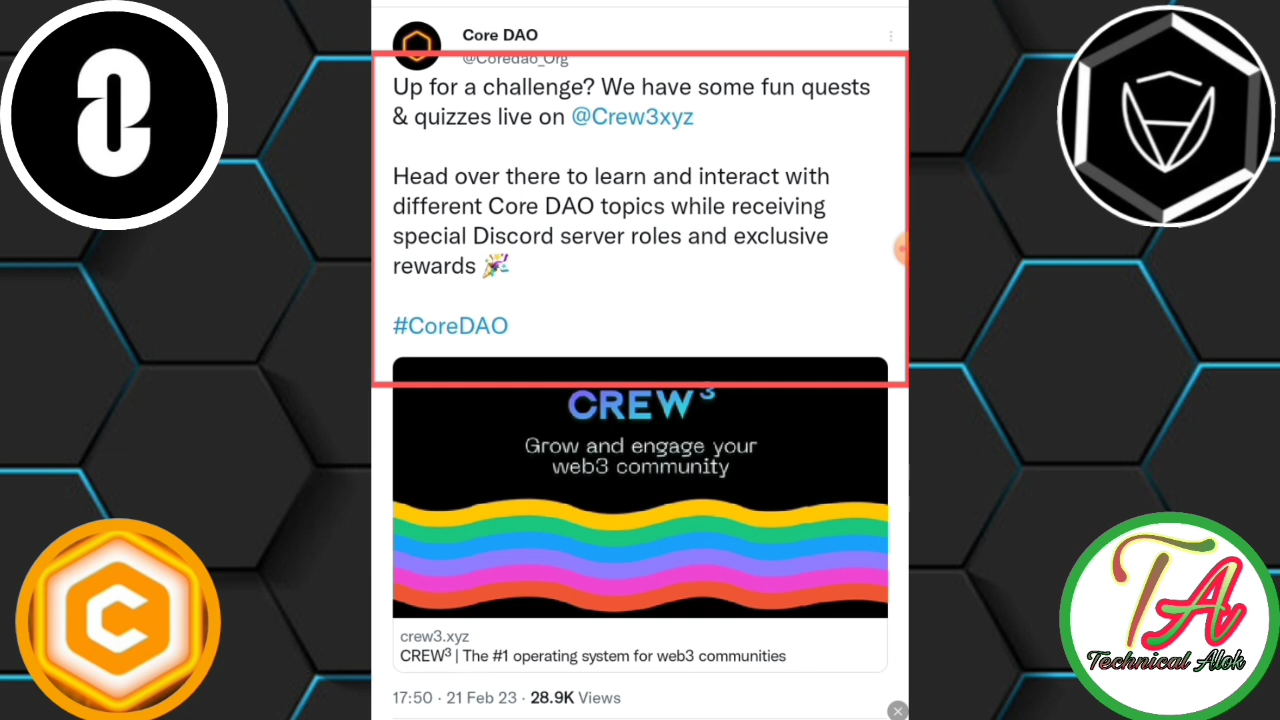 Core DAO
@Coredao_Org
Up for a challenge? We have some fun quests
& quizzes live on @Crew3xyz
Head over there to learn and interact with
different Core DAO topics while receiving
special Discord server roles and exclusive
rewards 🎉
#CoreDAO
CREW³
Grow and engage your
web3 community
crew3.xyz
CREW³ | The #1 operating system for web3 communities
17:50 · 21 Feb 23 · 28.9K Views
C
TA
Technical Alok